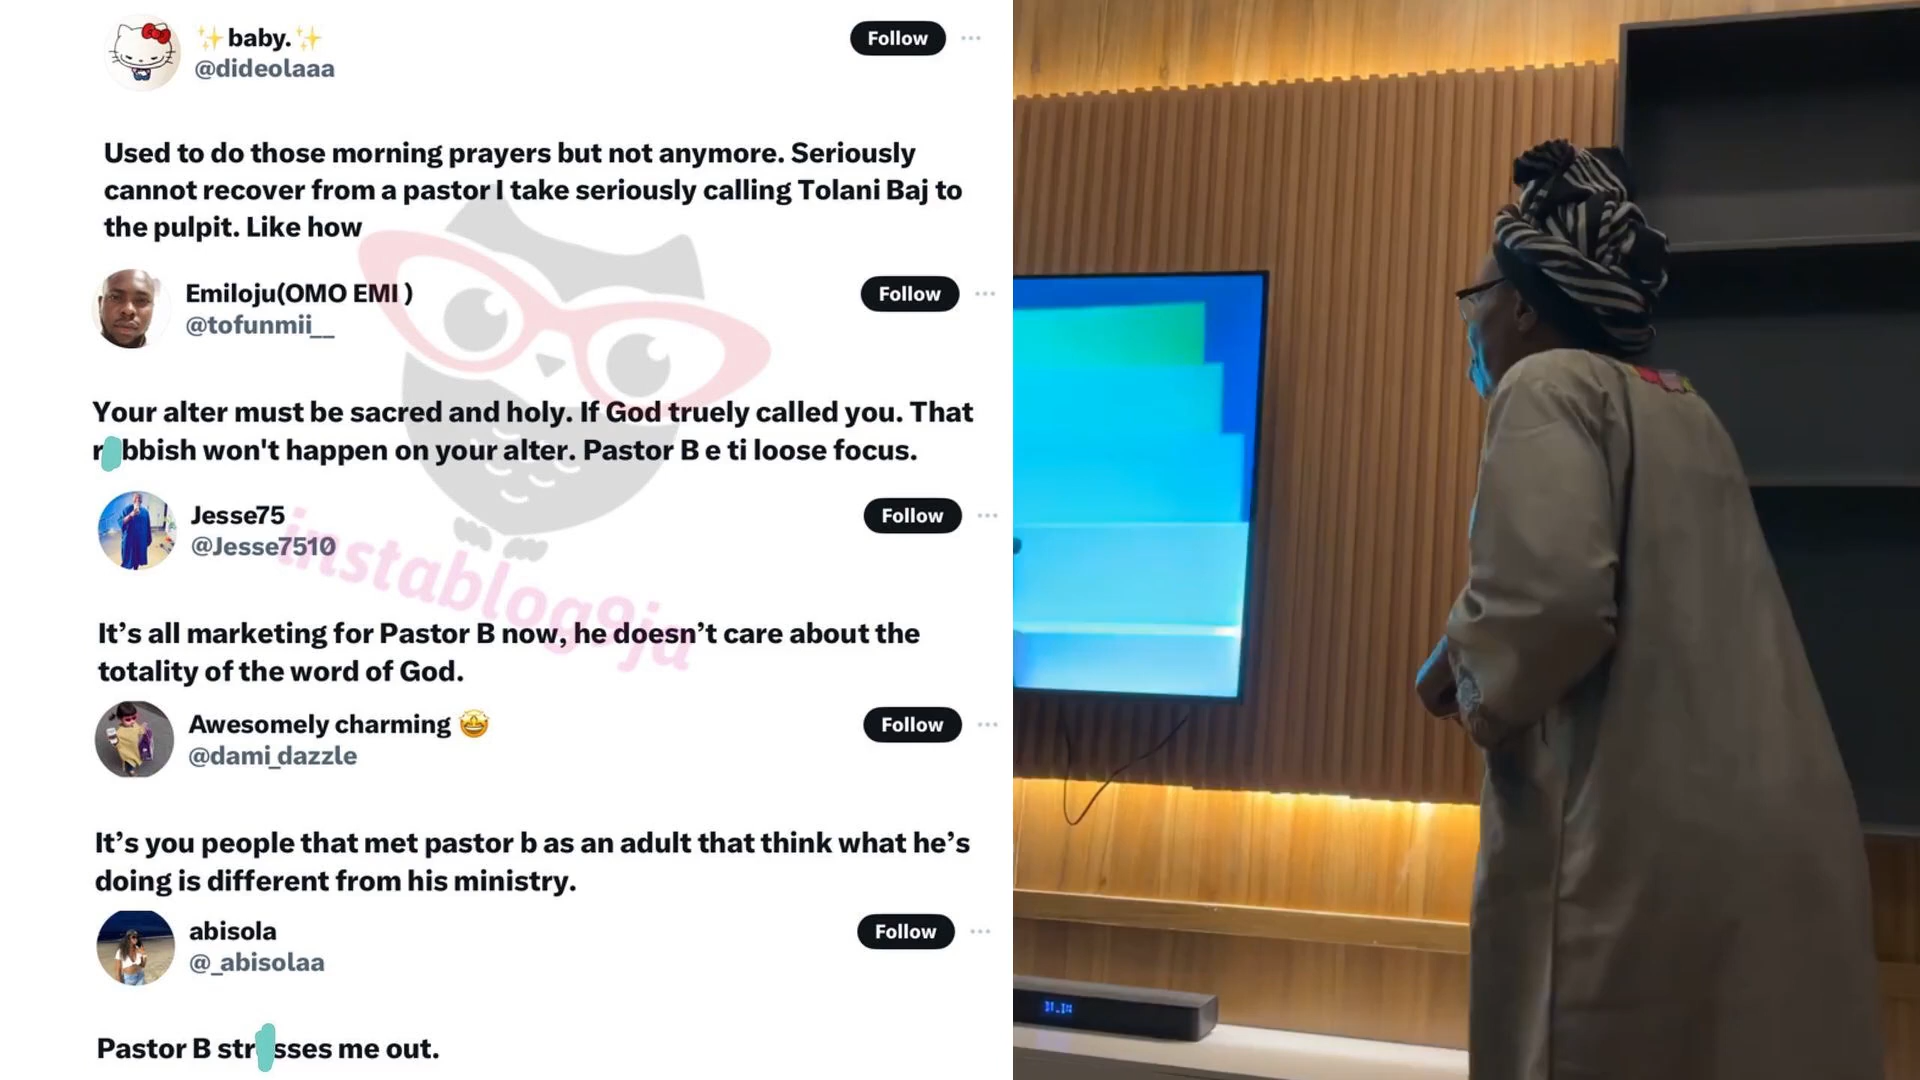 ✨baby.✨
Follow
@dideolaaa
Used to do those morning prayers but not anymore. Seriously
cannot recover from a pastor I take seriously calling Tolani Baj to
the pulpit. Like how
Emiloju(OMO EMI )
Follow
@tofunmii__
Your alter must be sacred and holy. If God truely called you. That
r bbish won't happen on your alter. Pastor B e ti loose focus.
Jesse75
Follow
@Jesse7510
instablog9ja
It’s all marketing for Pastor B now, he doesn’t care about the
totality of the word of God.
Awesomely charming 🤩
Follow
@dami_dazzle
It’s you people that met pastor b as an adult that think what he’s
doing is different from his ministry.
abisola
Follow
@_abisolaa
Pastor B str sses me out.